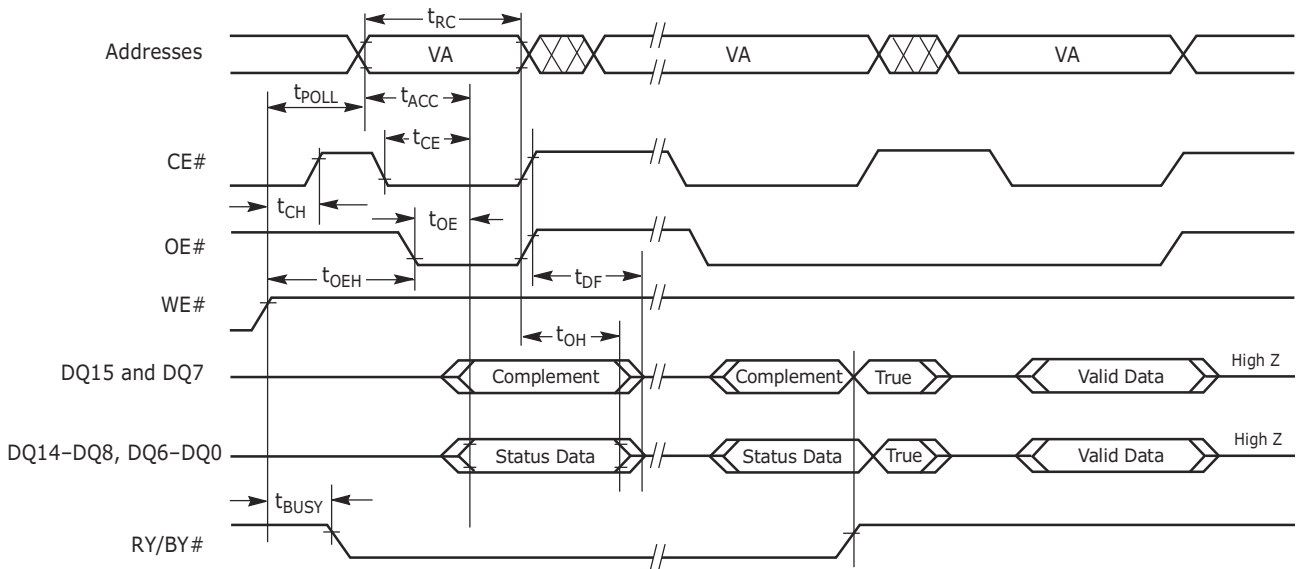 tRC
Addresses VA VA VA
tPOLL tACC
tCE
CE#
tCH tOE
OE#
tOEH tDF
WE#
tOH
DQ15 and DQ7 Complement Complement True Valid Data High Z
DQ14–DQ8, DQ6–DQ0 Status Data Status Data True Valid Data High Z
tBUSY
RY/BY#